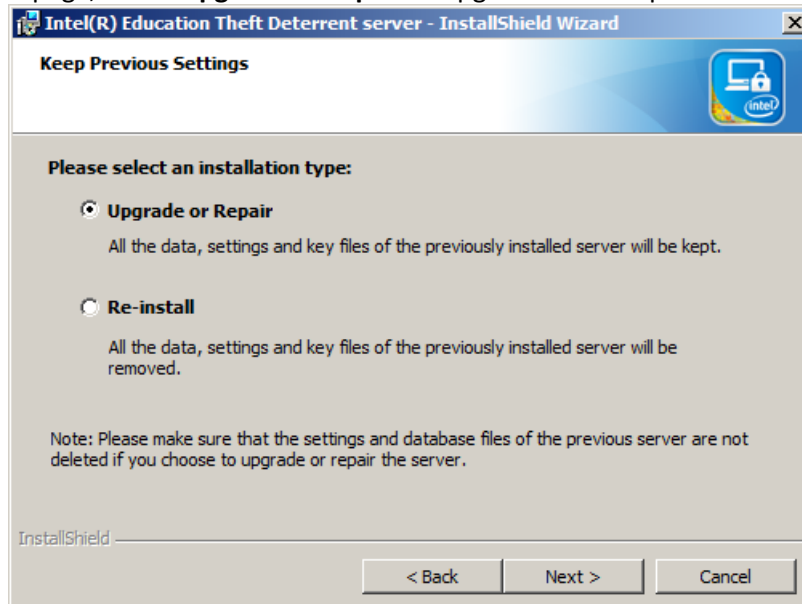 Intel(R) Education Theft Deterrent server - InstallShield Wizard
Keep Previous Settings
intel
Please select an installation type:
Upgrade or Repair
All the data, settings and key files of the previously installed server will be kept.
Re-install
All the data, settings and key files of the previously installed server will be
removed.
Note: Please make sure that the settings and database files of the previous server are not
deleted if you choose to upgrade or repair the server.
InstallShield
< Back
Next >
Cancel